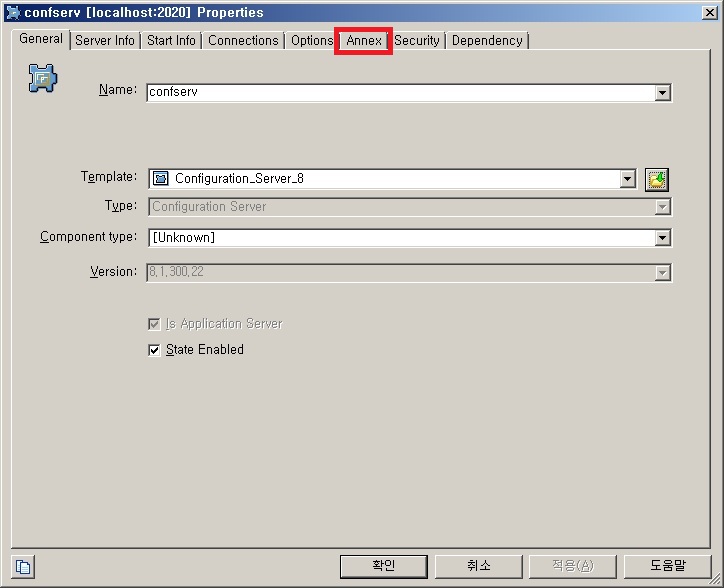 confserv [localhost:2020] Properties
General Server Info Start Info Connections Options Annex Security Dependency
Name: confserv
Template: Configuration_Server_8
Type: Configuration Server
Component type: [Unknown]
Version: 8,1,300,22
Is Application Server
State Enabled
확인 취소 적용(A) 도움말